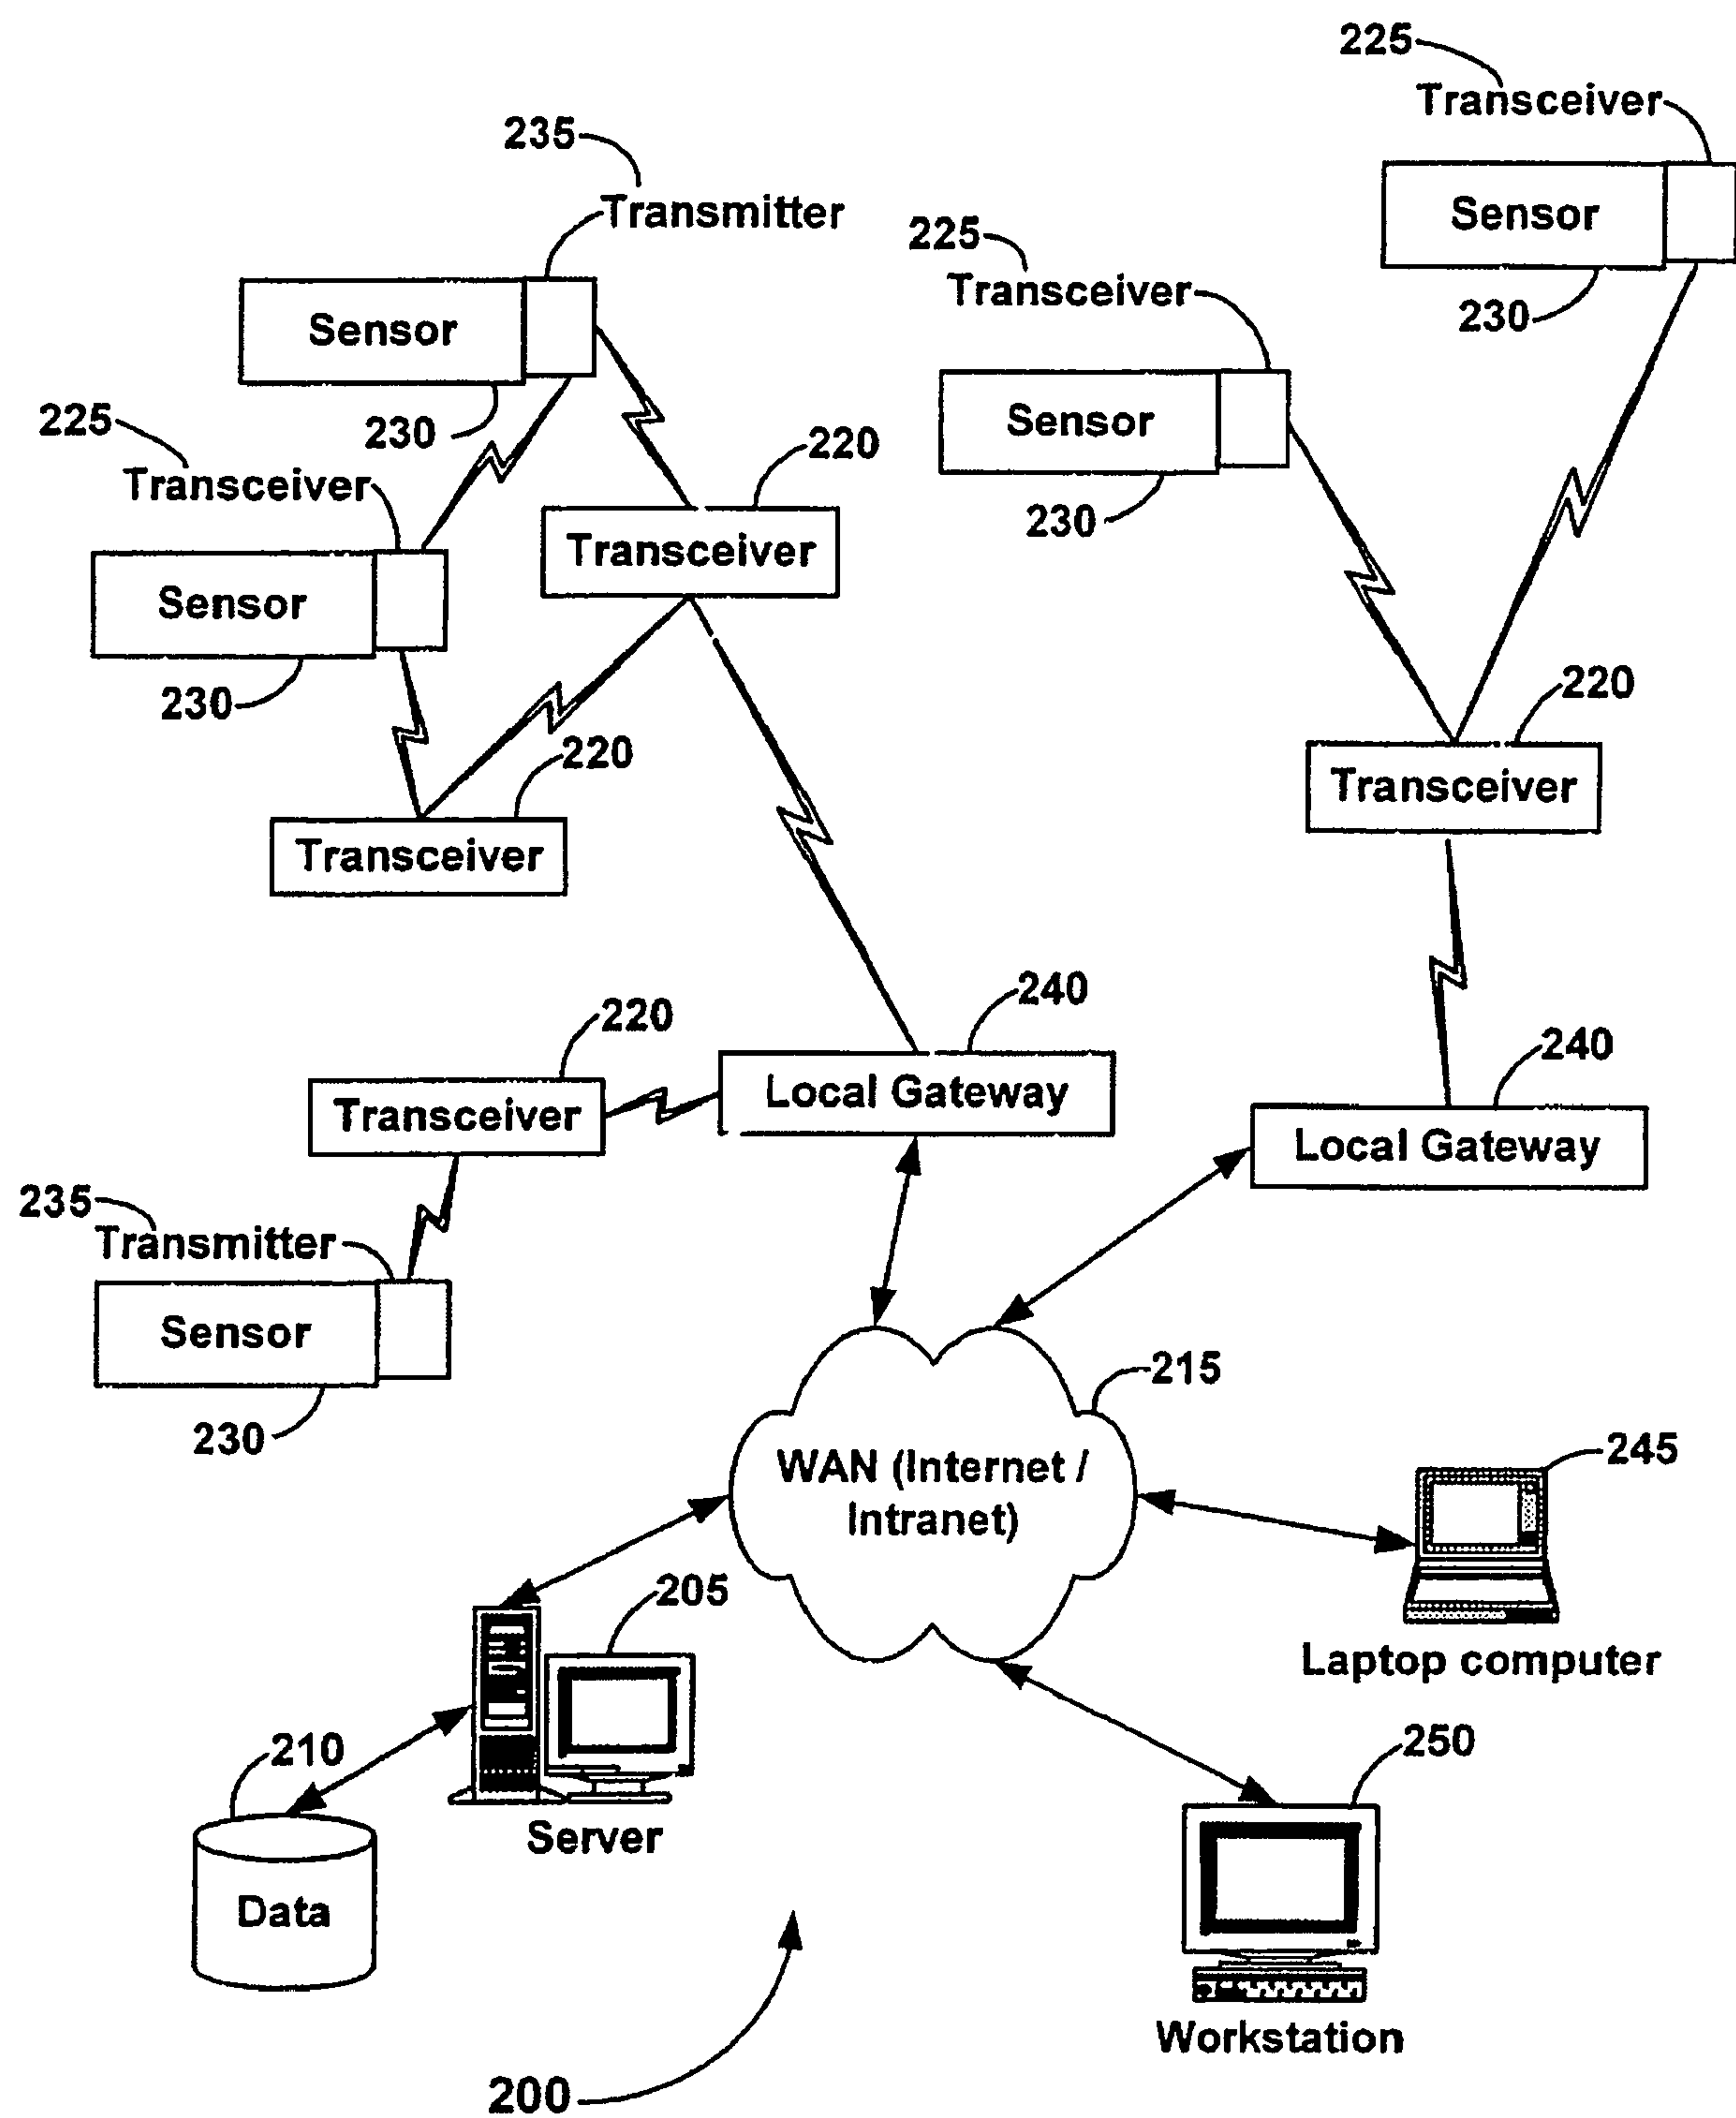 225
Transceiver
235
Transmitter
Sensor
230
225
Transceiver
Sensor
230
Sensor
230
225
Transceiver
220
Transceiver
Sensor
230
220
Transceiver
220
Transceiver
240
Local Gateway
220
Transceiver
240
Local Gateway
235
Transmitter
Sensor
230
215
WAN (Internet /
Intranet)
245
Laptop computer
205
Server
210
Data
250
Workstation
200